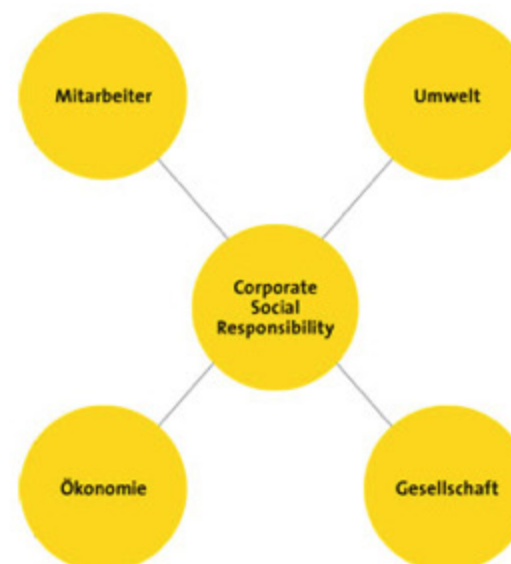 Mitarbeiter
Umwelt
Corporate
Social
Responsibility
Ökonomie
Gesellschaft